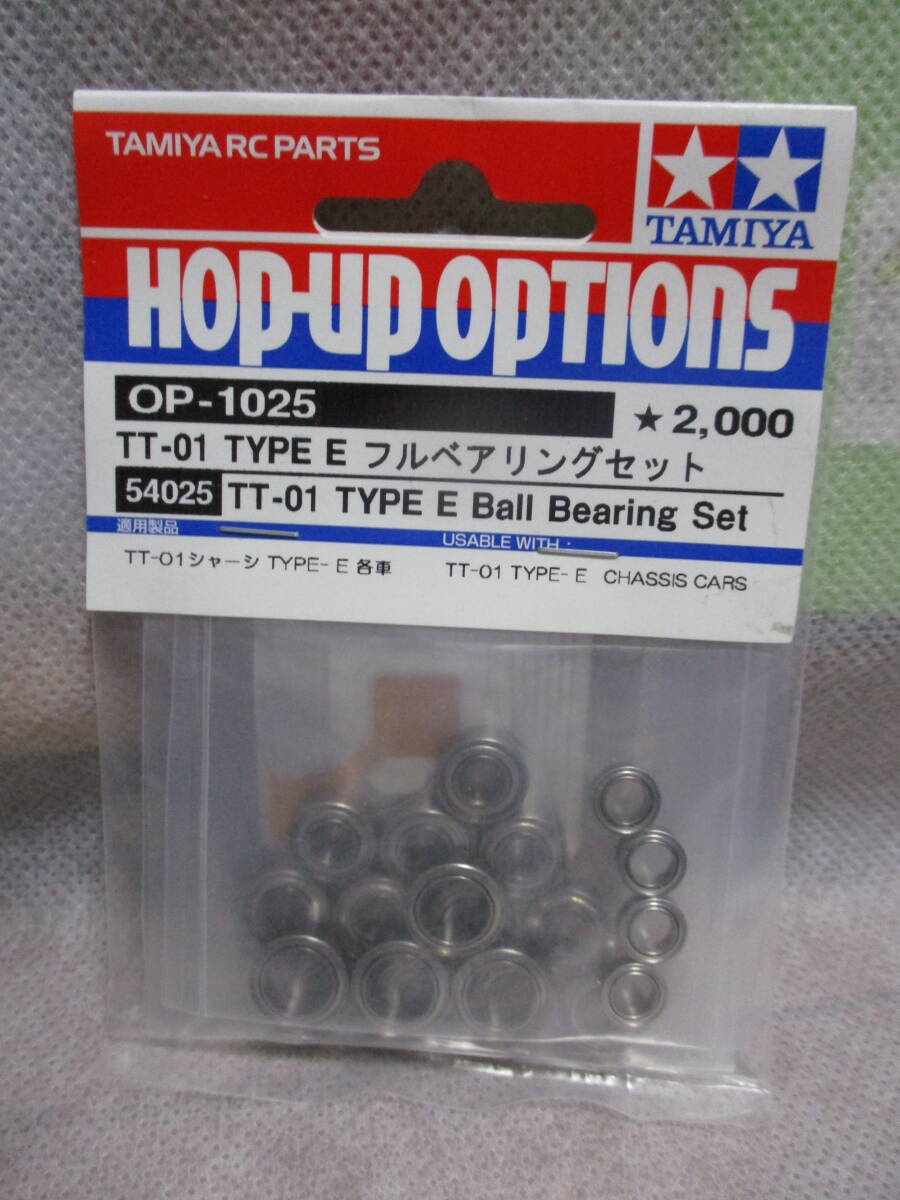 TAMIYA RC PARTS
TAMIYA
HOP-UP OPTIONS
OP-1025
★2,000
TT-01 TYPE E フルベアリングセット
54025 TT-01 TYPE E Ball Bearing Set
適用製品
USABLE WITH
TT-01シャーシ TYPE-E 各車
TT-01 TYPE-E CHASSIS CARS